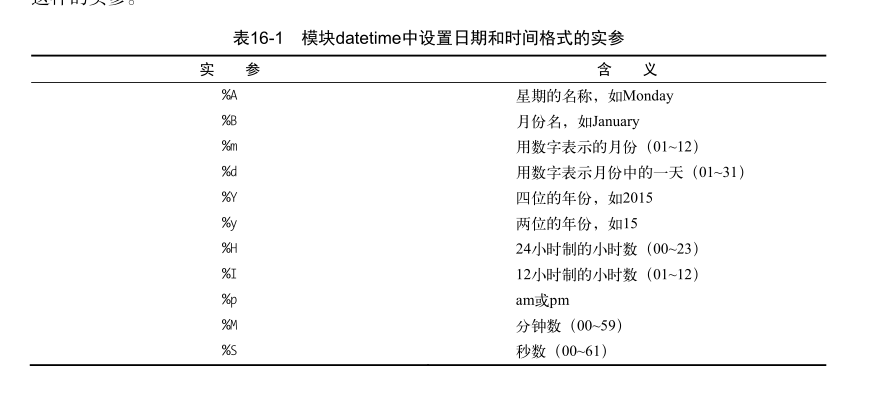 这样的实参。
表16-1 模块datetime中设置日期和时间格式的实参
实 参 含 义
%A 星期的名称，如Monday
%B 月份名，如January
%m 用数字表示的月份（01~12）
%d 用数字表示月份中的一天（01~31）
%Y 四位的年份，如2015
%y 两位的年份，如15
%H 24小时制的小时数（00~23）
%I 12小时制的小时数（01~12）
%p am或pm
%M 分钟数（00~59）
%S 秒数（00~61）